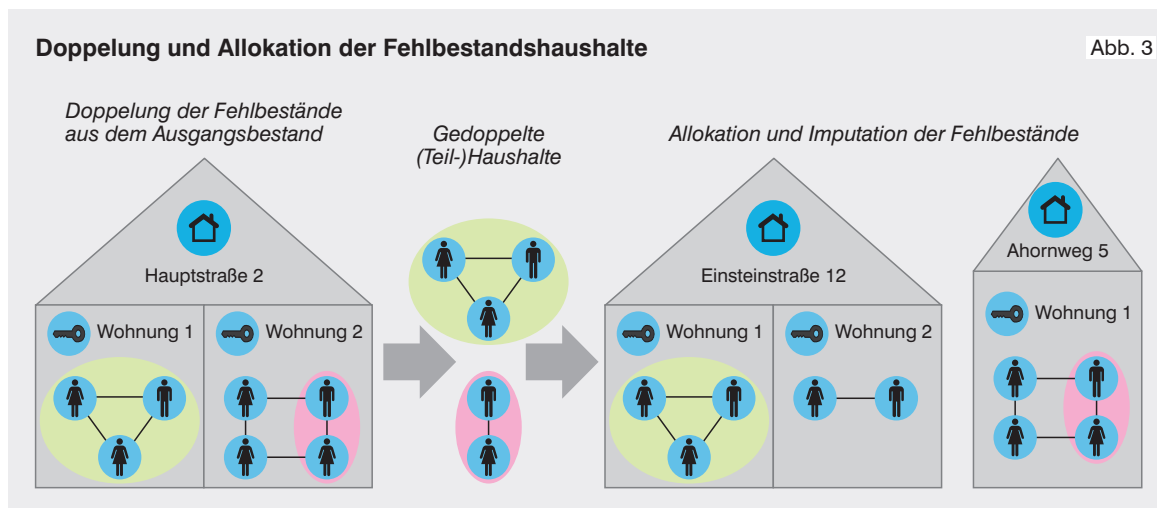 Doppelung und Allokation der Fehlbestandshaushalte
Abb. 3
Doppelung der Fehlbestände
aus dem Ausgangsbestand
Gedoppelte
(Teil-)Haushalte
Allokation und Imputation der Fehlbestände
Hauptstraße 2
Wohnung 1
Wohnung 2
Einsteinstraße 12
Wohnung 1
Wohnung 2
Ahornweg 5
Wohnung 1